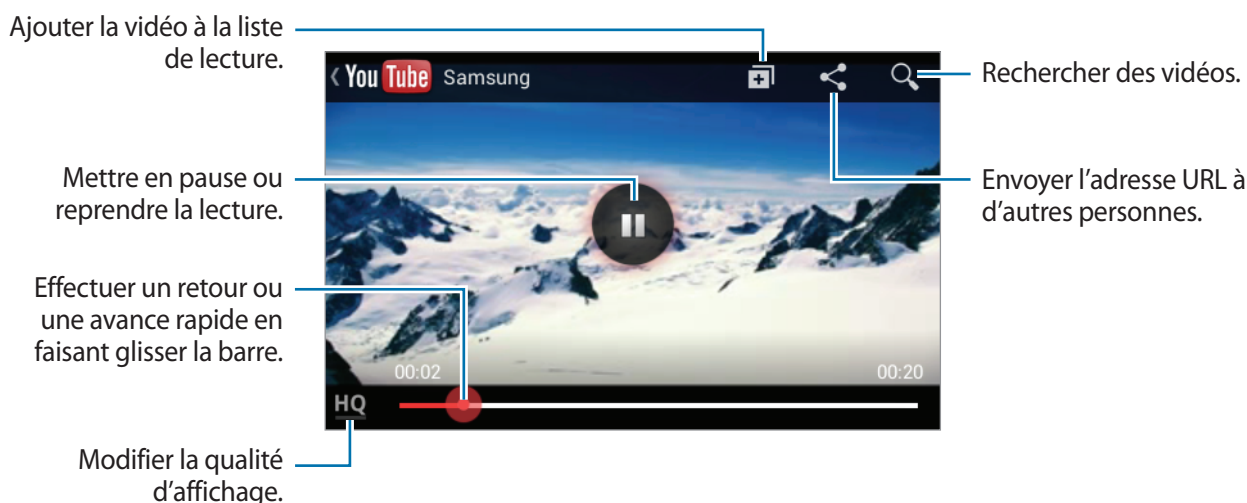 Ajouter la vidéo à la liste
de lecture.
You Tube Samsung
Rechercher des vidéos.
Mettre en pause ou
reprendre la lecture.
Envoyer l'adresse URL à
d'autres personnes.
Effectuer un retour ou
une avance rapide en
faisant glisser la barre.
00:02
00:20
HQ
Modifier la qualité
d'affichage.